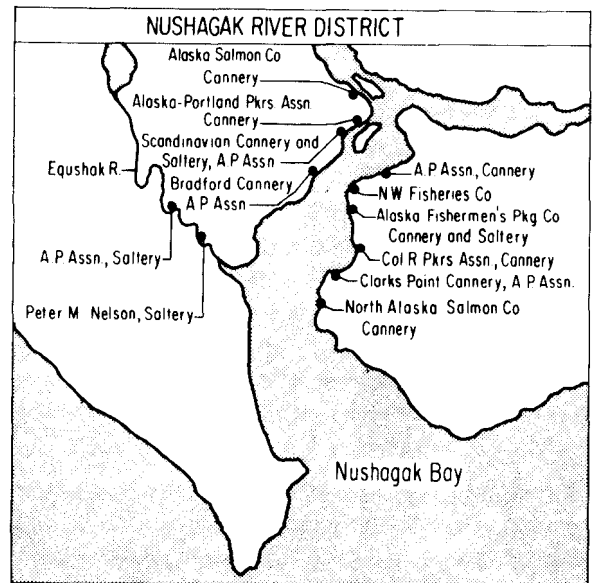 NUSHAGAK RIVER DISTRICT
Alaska Salmon Co
Cannery
Alaska-Portland Pkrs Assn
Cannery
Scandinavian Cannery and
Saltery, A P Assn
Bradford Cannery
A P Assn
Equshak R.
A.P Assn, Saltery
Peter M Nelson, Saltery
A.P Assn, Cannery
N W Fisheries Co
Alaska Fishermen's Pkg Co
Cannery and Saltery
Col R Pkrs Assn, Cannery
Clarks Point Cannery, A P Assn.
North Alaska Salmon Co
Cannery
Nushagak Bay